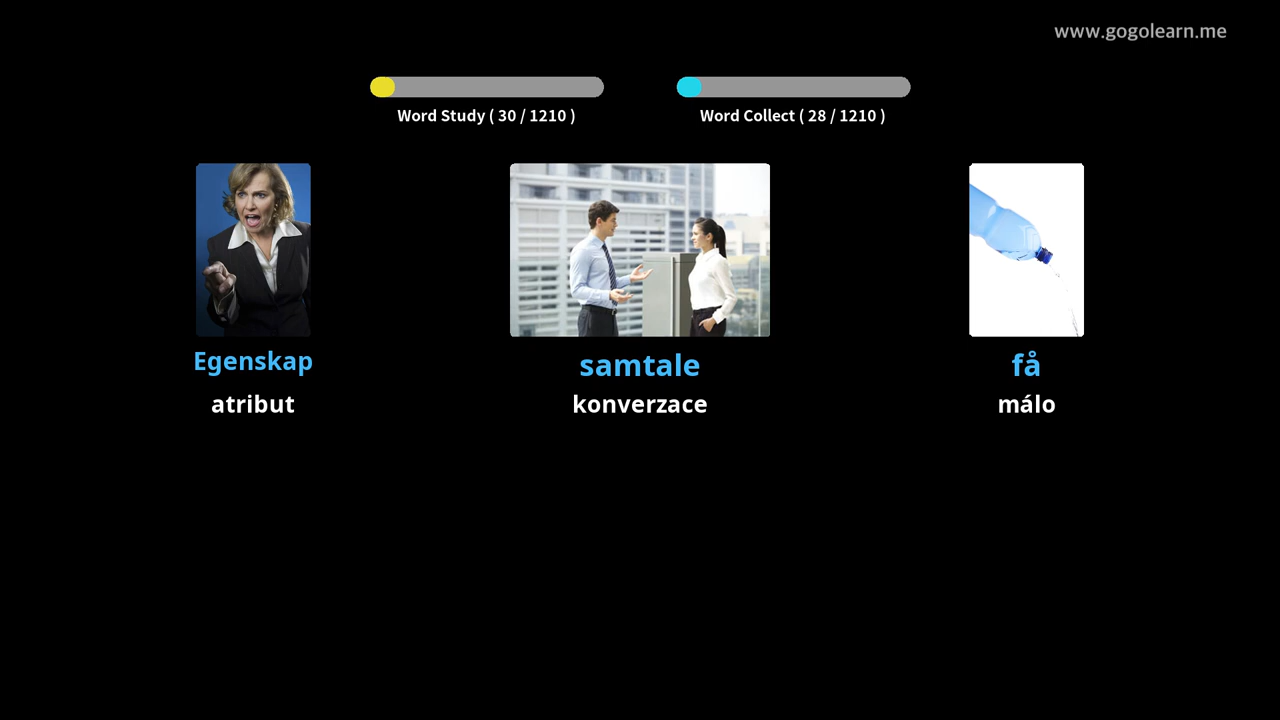 www.gogolearn.me
Word Study ( 30 / 1210 )
Word Collect ( 28 / 1210 )
Egenskap
atribut
samtale
konverzace
få
málo